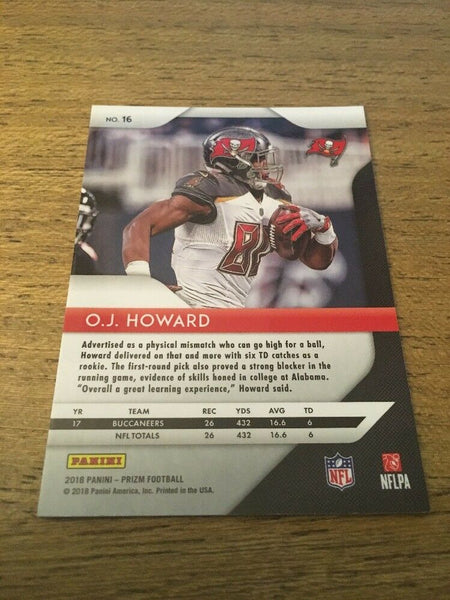 NO. 16
O.J. HOWARD
Advertised as a physical mismatch who can go high for a ball,
Howard delivered on that and more with six TD catches as a
rookie. The first-round pick also proved a strong blocker in the
running game, evidence of skills honed in college at Alabama.
"Overall a great learning experience," Howard said.
YR TEAM REC YDS AVG TD
17 BUCCANEERS 26 432 16.6 6
NFL TOTALS 26 432 16.6 6
PANINI
2018 PANINI – PRIZM FOOTBALL
© 2018 Panini America, Inc. Printed in the USA.
NFL
NFLPA